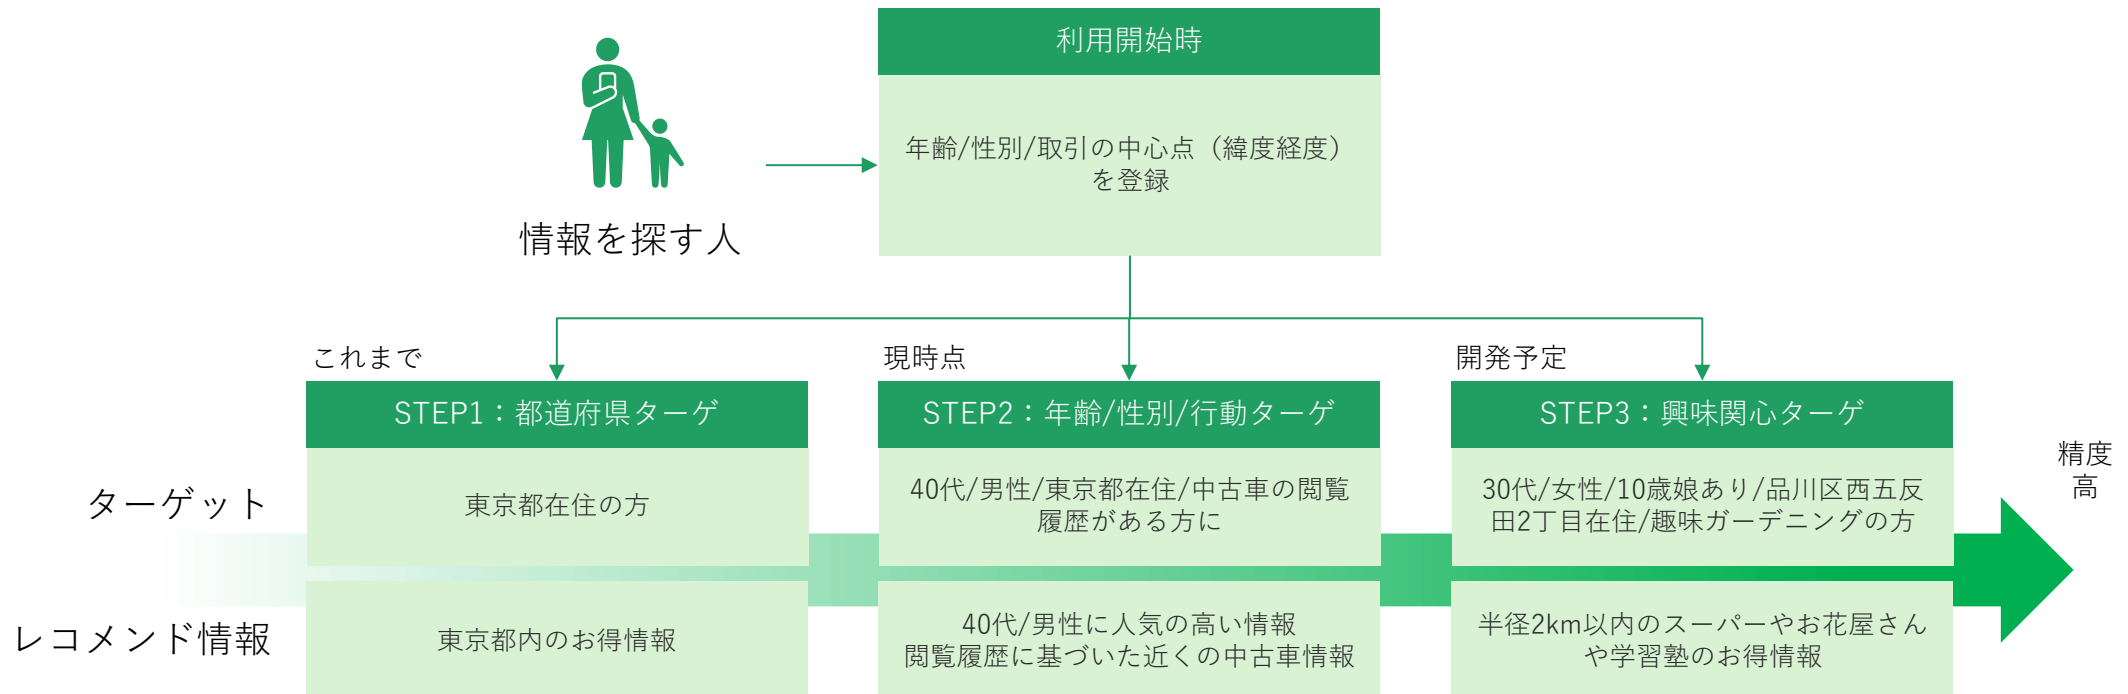 利用開始時
年齢/性別/取引の中心点（緯度経度）
を登録
情報を探す人
これまで
現時点
開発予定
STEP1：都道府県ターゲ
STEP2：年齢/性別/行動ターゲ
STEP3：興味関心ターゲ
精度
高
ターゲット
東京都在住の方
40代/男性/東京都在住/中古車の閲覧
履歴がある方に
30代/女性/10歳娘あり/品川区西五反
田2丁目在住/趣味ガーデニングの方
レコメンド情報
東京都内のお得情報
40代/男性に人気の高い情報
閲覧履歴に基づいた近くの中古車情報
半径2km以内のスーパーやお花屋さん
や学習塾のお得情報